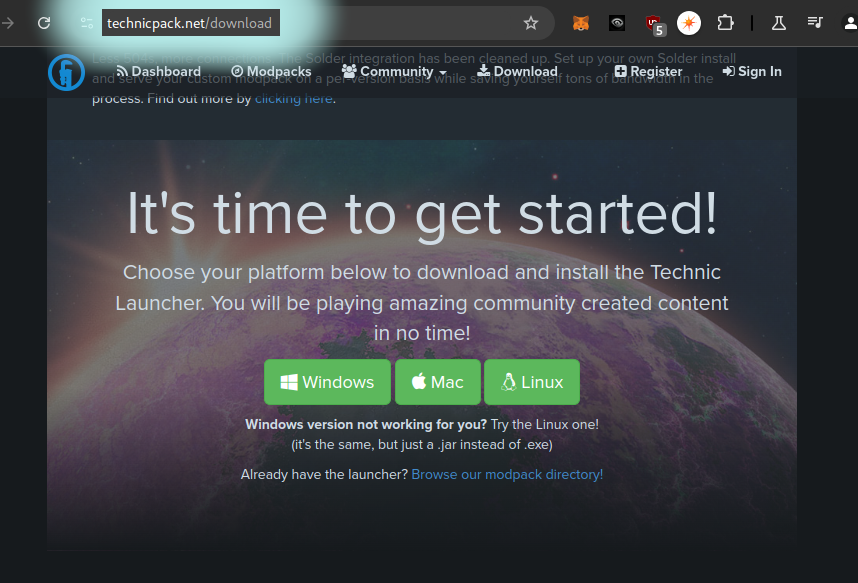 technicpack.net/download
5
Less 504s, more connection! The Solder integration has been cleaned up. Set up your own Solder install
and serve your custom modpack on a per-version basis while saving yourself tons of bandwidth in the
Dashboard Modpacks Community Download Register Sign In
process. Find out more by clicking here.
It's time to get started!
Choose your platform below to download and install the Technic
Launcher. You will be playing amazing community created content
in no time!
Windows Mac Linux
Windows version not working for you? Try the Linux one!
(it's the same, but just a .jar instead of .exe)
Already have the launcher? Browse our modpack directory!